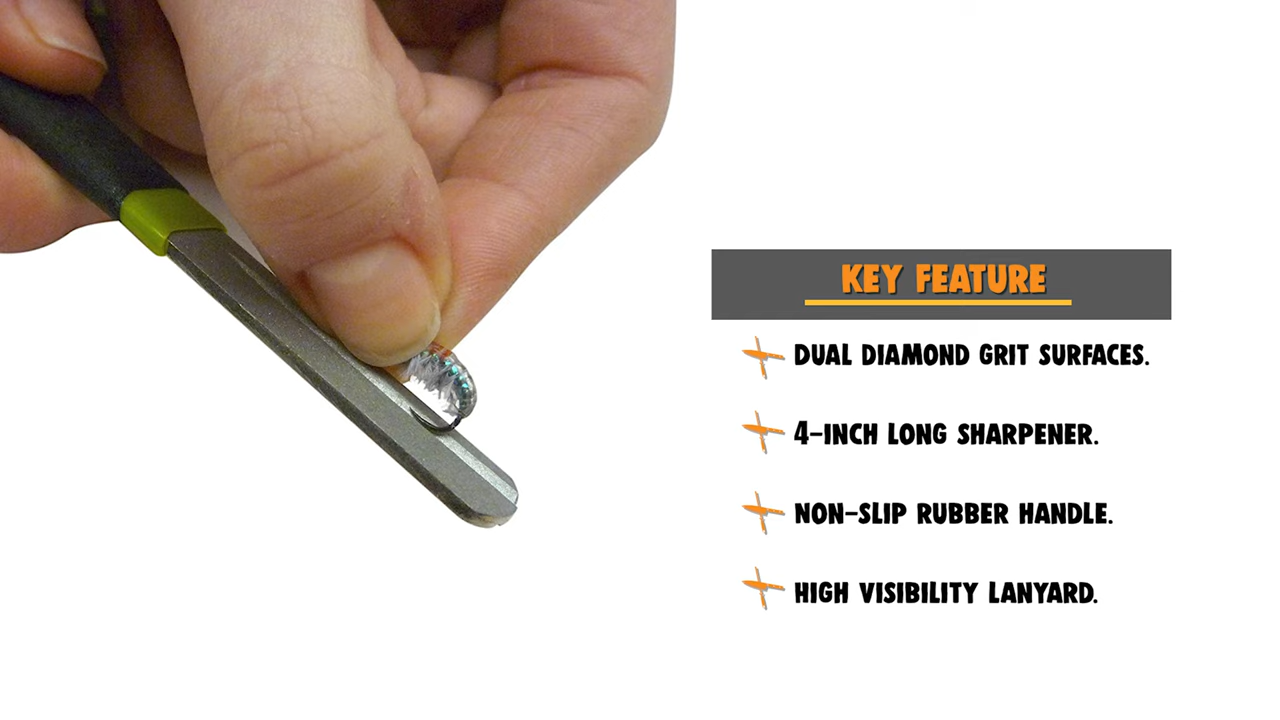 KEY FEATURE
DUAL DIAMOND GRIT SURFACES.
4-INCH LONG SHARPENER.
NON-SLIP RUBBER HANDLE.
HIGH VISIBILITY LANYARD.